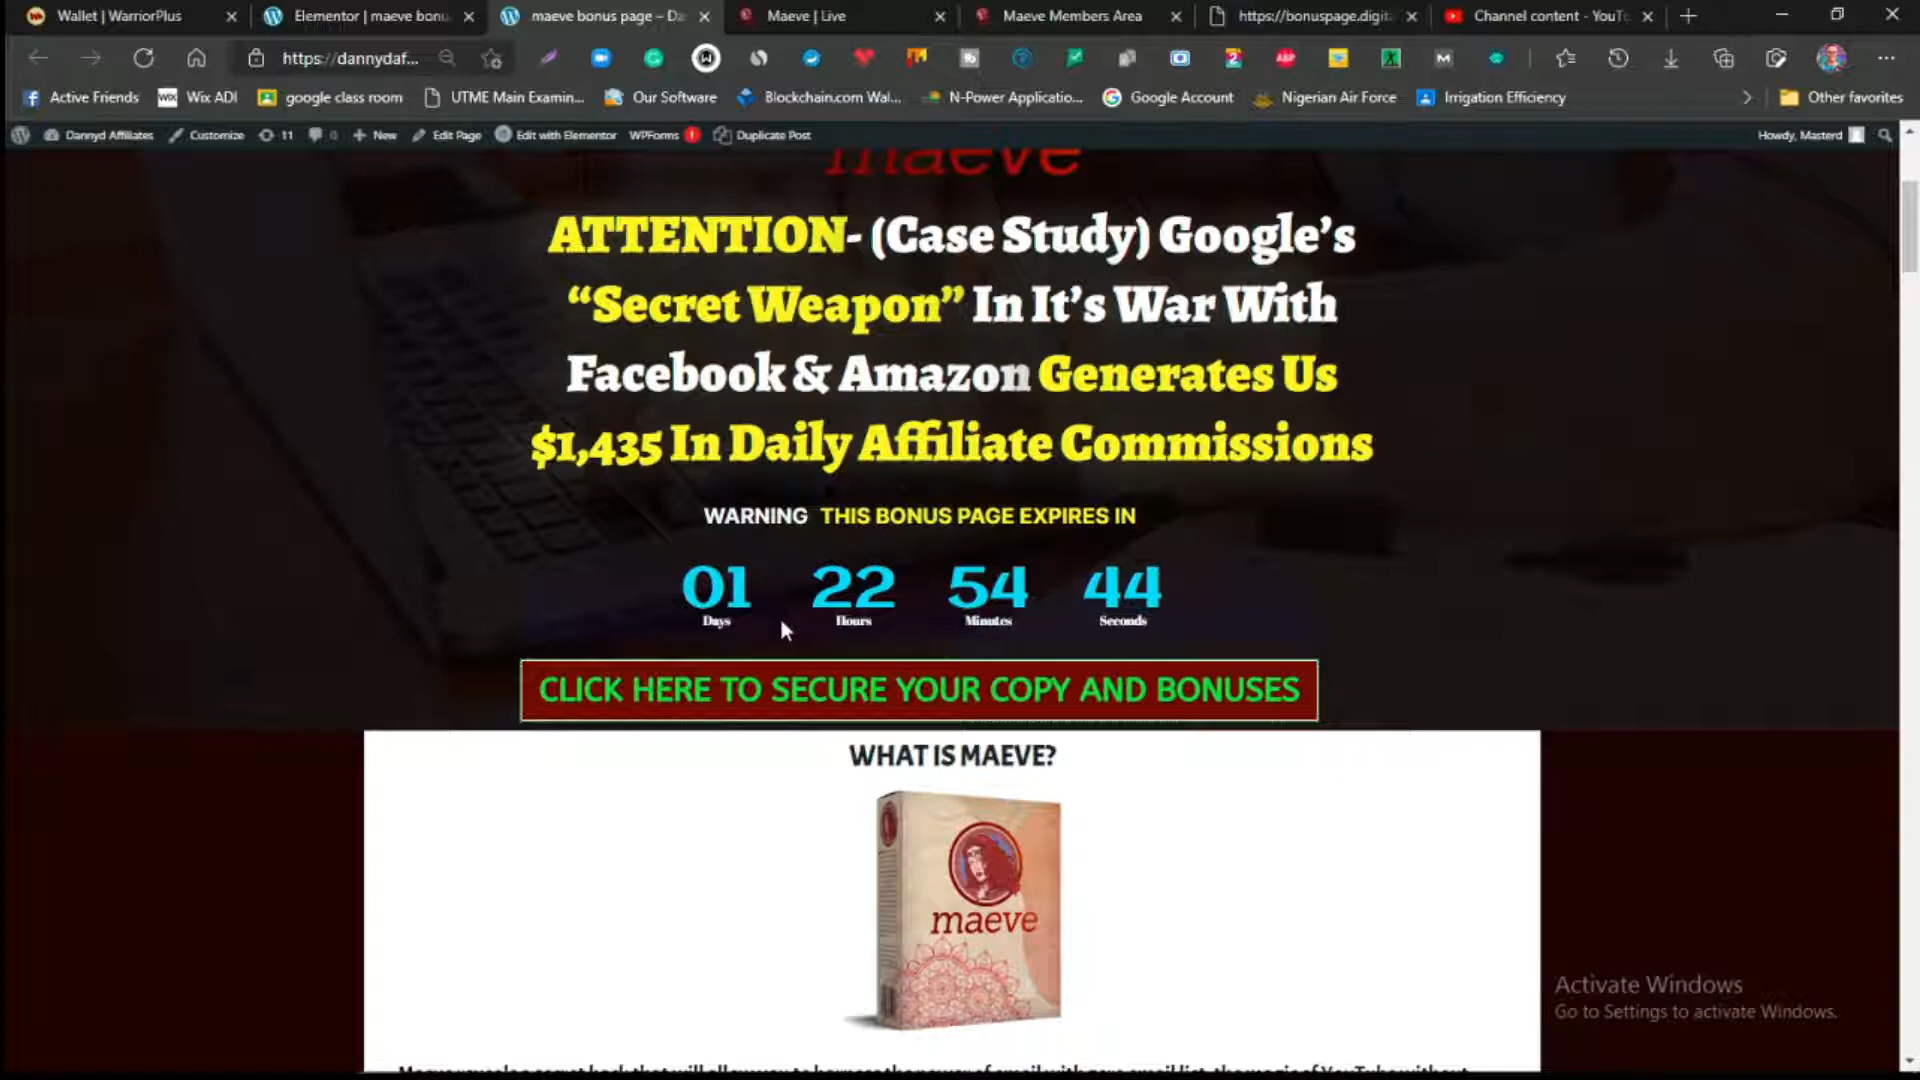 Wallet | WarriorPlus
Elementor | maeve bonu
maeve bonus page – Da
Maeve | Live
Maeve Members Area
https://bonuspage.digit
Channel content - YouTu
https://dannydaf...
Active Friends
WIX Wix ADI
google class room
UTME Main Examin...
Our Software
Blockchain.com Wal...
N-Power Applicatio...
Google Account
Nigerian Air Force
Irrigation Efficiency
Other favorites
Dannyd Affiliates
Customize
11
0
New
Edit Page
Edit with Elementor
WPForms
Duplicate Post
Howdy, Masterd
maeve
ATTENTION- (Case Study) Google’s
“Secret Weapon” In It’s War With
Facebook & Amazon Generates Us
$1,435 In Daily Affiliate Commissions
WARNING THIS BONUS PAGE EXPIRES IN
01 22 54 44
Days Hours Minutes Seconds
CLICK HERE TO SECURE YOUR COPY AND BONUSES
WHAT IS MAEVE?
maeve
Activate Windows
Go to Settings to activate Windows.